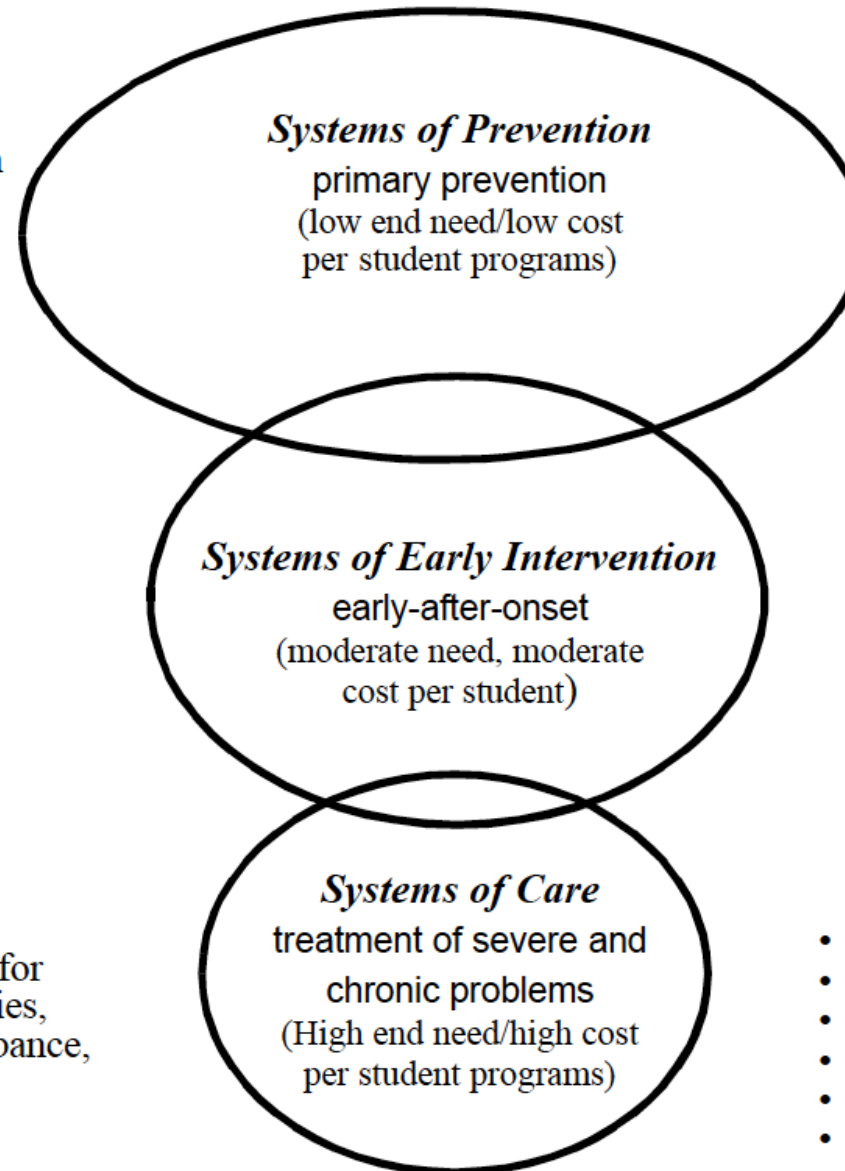 Systems of Prevention
primary prevention
(low end need/low cost
per student programs)
Systems of Early Intervention
early-after-onset
(moderate need, moderate
cost per student)
Systems of Care
treatment of severe and
chronic problems
(High end need/high cost
per student programs)
for